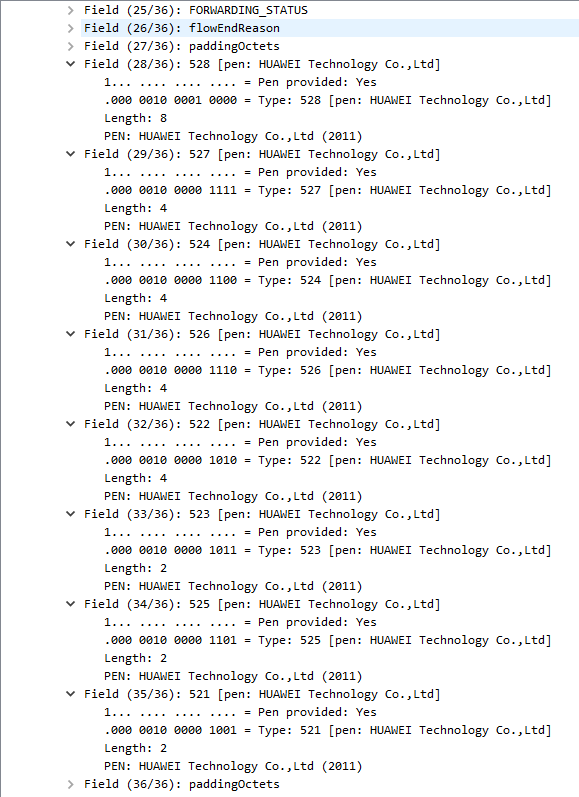 Field (25/36): FORWARDING_STATUS
Field (26/36): flowEndReason
Field (27/36): paddingOctets
Field (28/36): 528 [pen: HUAWEI Technology Co.,Ltd]
1... .... .... .... = Pen provided: Yes
.000 0010 0001 0000 = Type: 528 [pen: HUAWEI Technology Co.,Ltd]
Length: 8
PEN: HUAWEI Technology Co.,Ltd (2011)
Field (29/36): 527 [pen: HUAWEI Technology Co.,Ltd]
1... .... .... .... = Pen provided: Yes
.000 0010 0000 1111 = Type: 527 [pen: HUAWEI Technology Co.,Ltd]
Length: 4
PEN: HUAWEI Technology Co.,Ltd (2011)
Field (30/36): 524 [pen: HUAWEI Technology Co.,Ltd]
1... .... .... .... = Pen provided: Yes
.000 0010 0000 1100 = Type: 524 [pen: HUAWEI Technology Co.,Ltd]
Length: 4
PEN: HUAWEI Technology Co.,Ltd (2011)
Field (31/36): 526 [pen: HUAWEI Technology Co.,Ltd]
1... .... .... .... = Pen provided: Yes
.000 0010 0000 1110 = Type: 526 [pen: HUAWEI Technology Co.,Ltd]
Length: 4
PEN: HUAWEI Technology Co.,Ltd (2011)
Field (32/36): 522 [pen: HUAWEI Technology Co.,Ltd]
1... .... .... .... = Pen provided: Yes
.000 0010 0000 1010 = Type: 522 [pen: HUAWEI Technology Co.,Ltd]
Length: 4
PEN: HUAWEI Technology Co.,Ltd (2011)
Field (33/36): 523 [pen: HUAWEI Technology Co.,Ltd]
1... .... .... .... = Pen provided: Yes
.000 0010 0000 1011 = Type: 523 [pen: HUAWEI Technology Co.,Ltd]
Length: 2
PEN: HUAWEI Technology Co.,Ltd (2011)
Field (34/36): 525 [pen: HUAWEI Technology Co.,Ltd]
1... .... .... .... = Pen provided: Yes
.000 0010 0000 1101 = Type: 525 [pen: HUAWEI Technology Co.,Ltd]
Length: 2
PEN: HUAWEI Technology Co.,Ltd (2011)
Field (35/36): 521 [pen: HUAWEI Technology Co.,Ltd]
1... .... .... .... = Pen provided: Yes
.000 0010 0000 1001 = Type: 521 [pen: HUAWEI Technology Co.,Ltd]
Length: 2
PEN: HUAWEI Technology Co.,Ltd (2011)
Field (36/36): paddingOctets